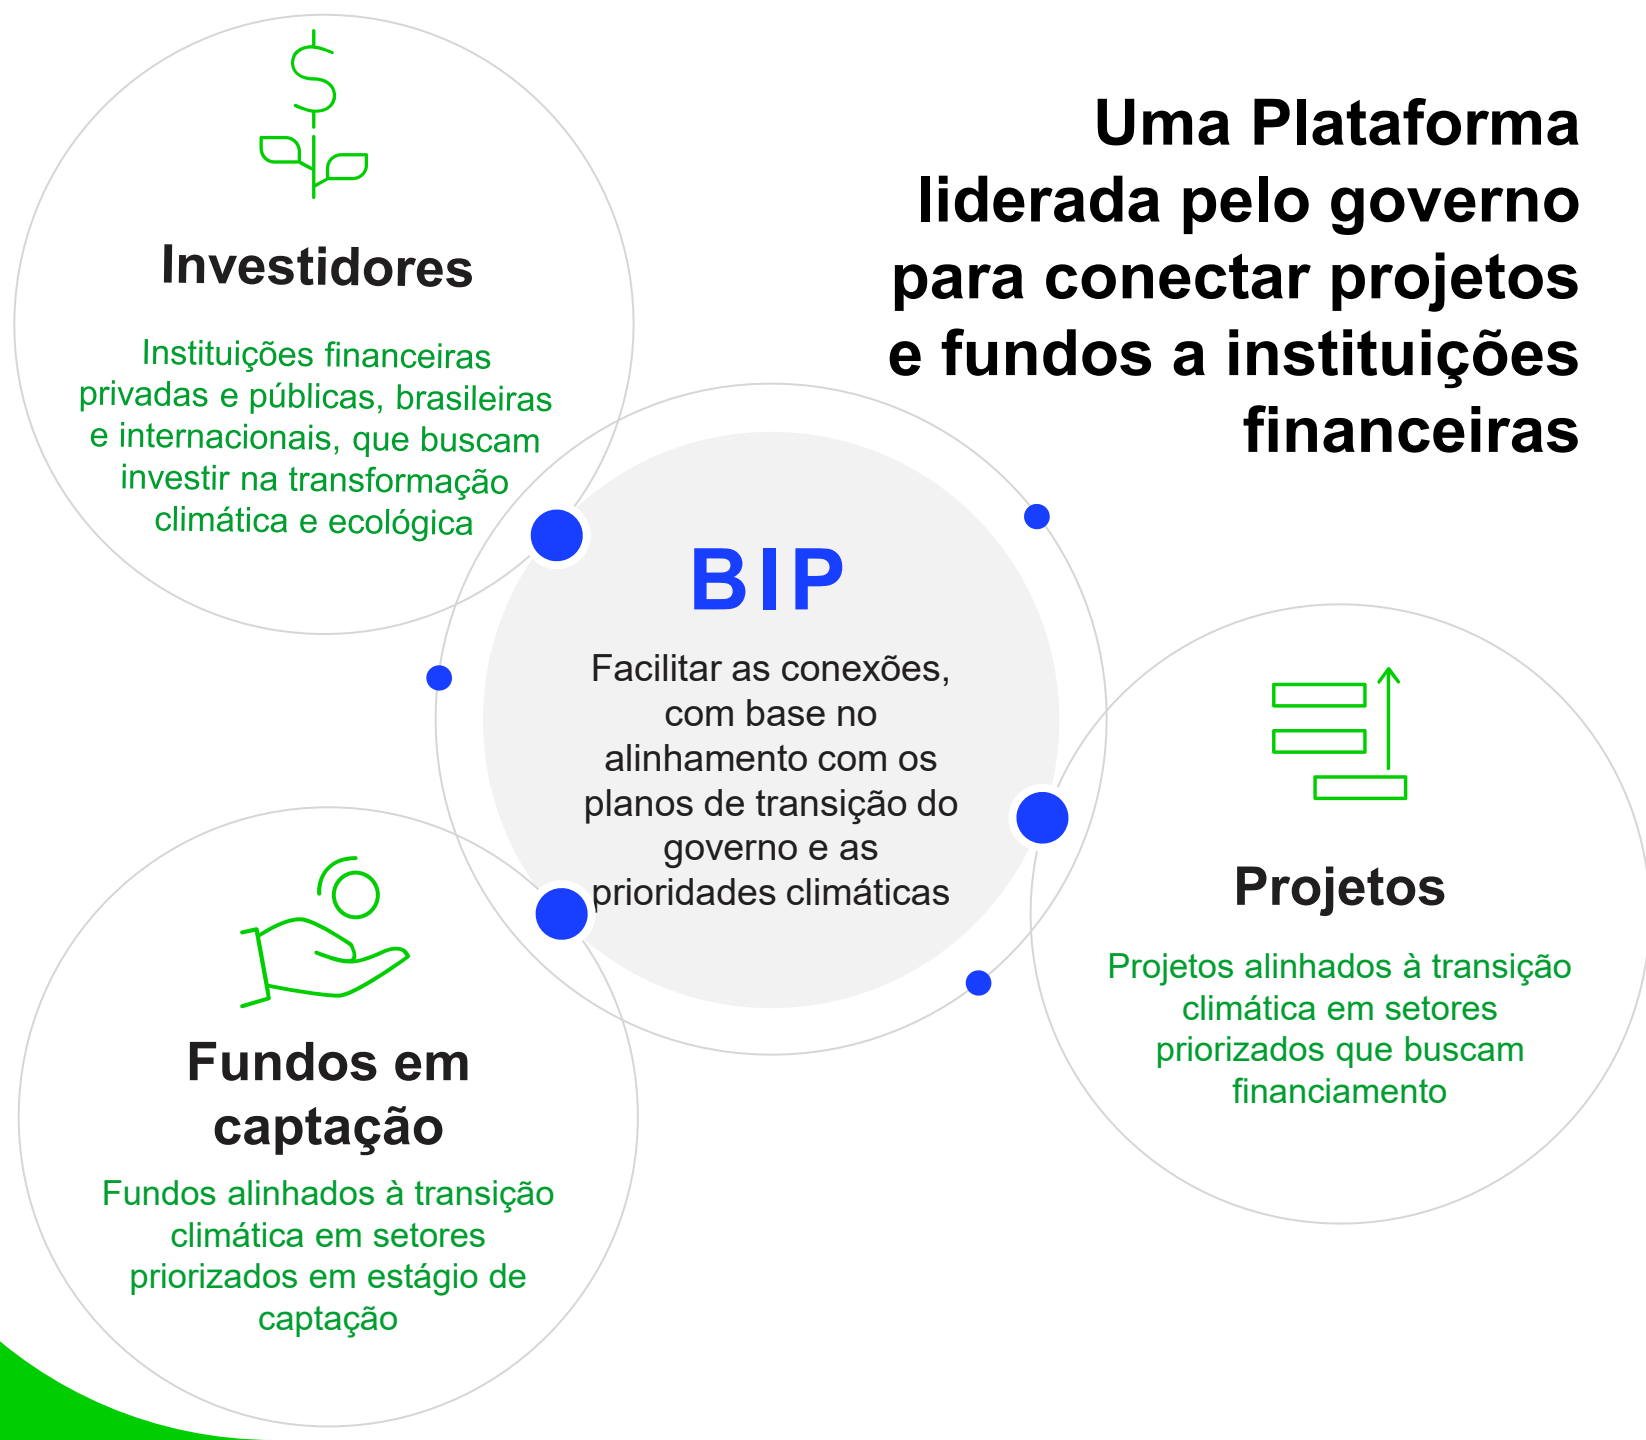 Uma Plataforma
liderada pelo governo
para conectar projetos
e fundos a instituições
financeiras
Investidores
Instituições financeiras
privadas e públicas, brasileiras
e internacionais, que buscam
investir na transformação
climática e ecológica
BIP
Facilitar as conexões,
com base no
alinhamento com os
planos de transição do
governo e as
prioridades climáticas
Projetos
Projetos alinhados à transição
climática em setores
priorizados que buscam
financiamento
Fundos em
captação
Fundos alinhados à transição
climática em setores
priorizados em estágio de
captação